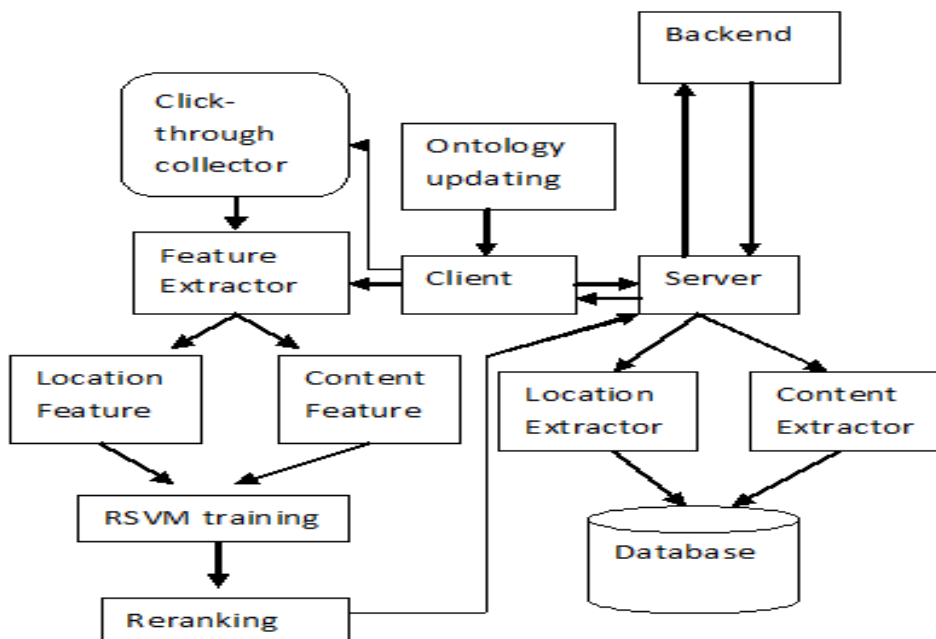 Backend
Click-
through
collector
Ontology
updating
Feature
Extractor
Client
Server
Location
Feature
Content
Feature
Location
Extractor
Content
Extractor
RSVM training
Database
Reranking